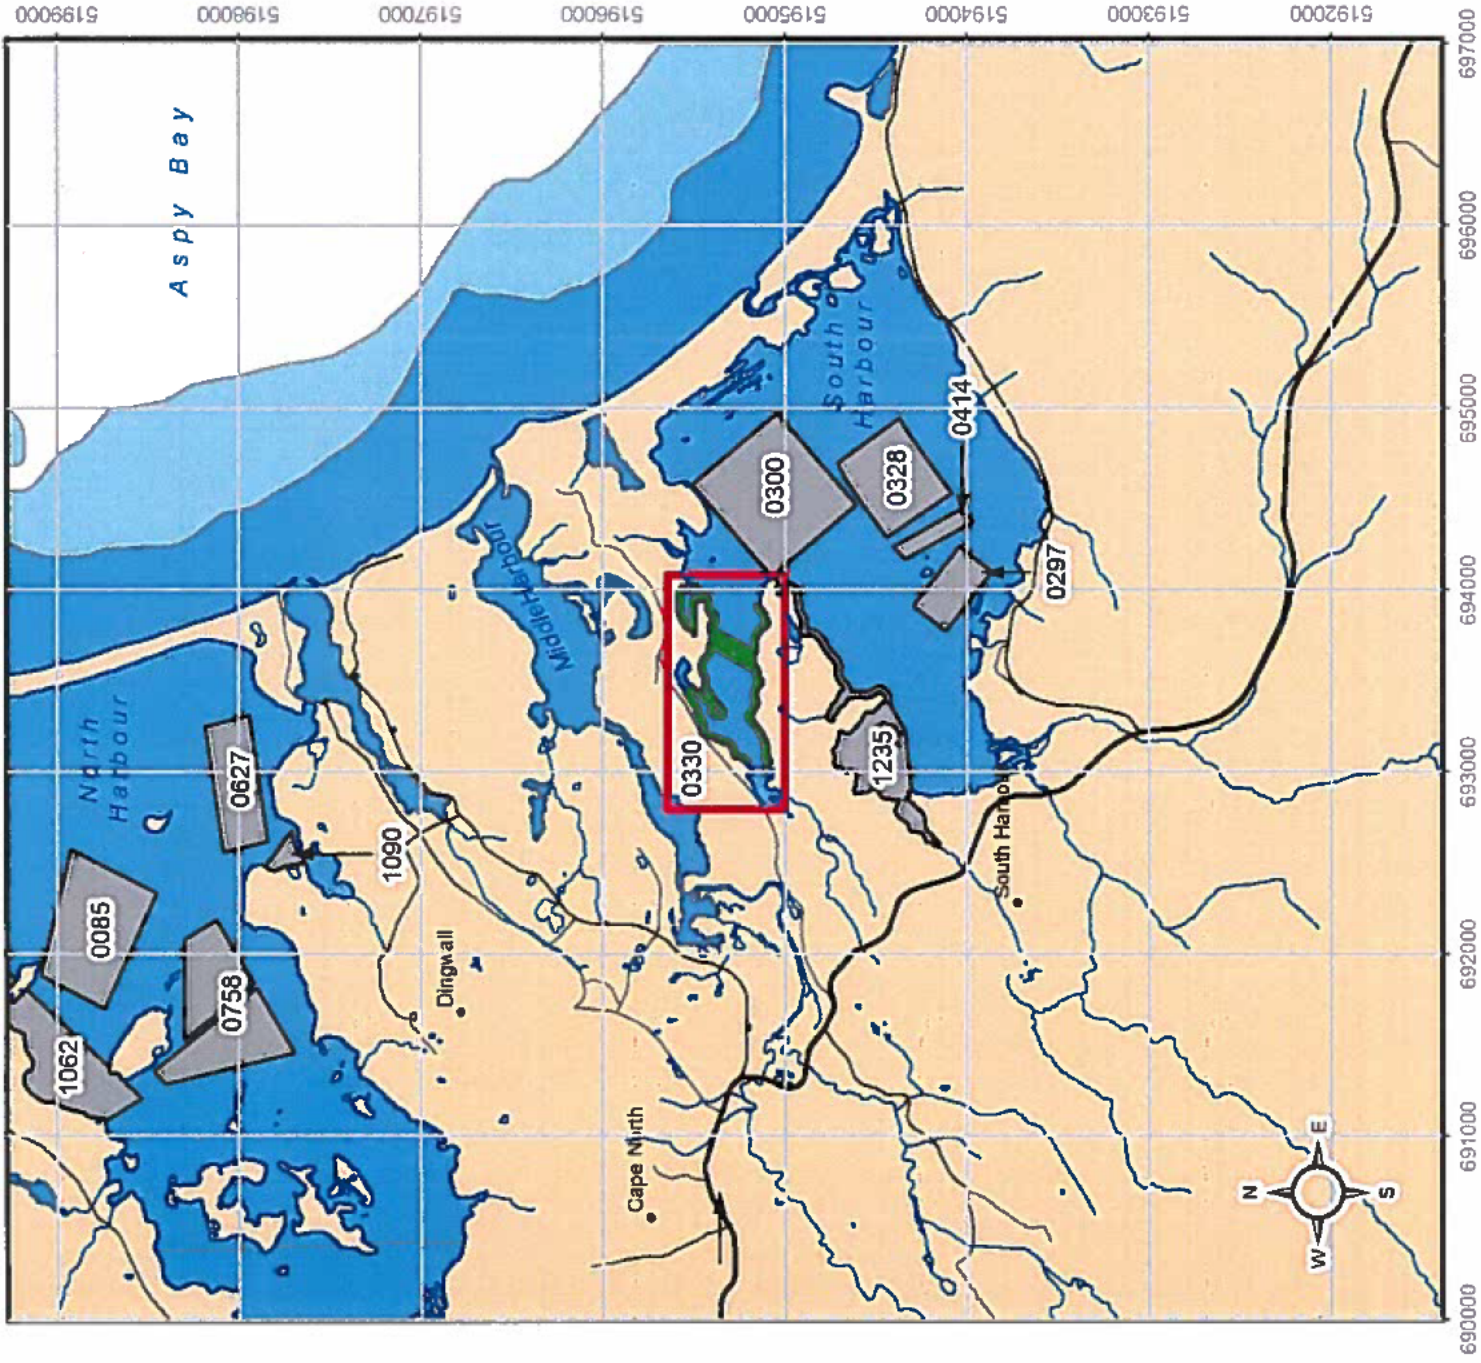 5199000
1062
0085
North
Harbour
Aspy Bay
5198000
0758
0627
1090
5197000
Dingwall
Middle Harbour
5196000
Cape North
0330
0300
5195000
South
Harbour
1235
0328
0414
5194000
South Harbour
0297
5193000
N
W E
S
5192000
690000 691000 692000 693000 694000 695000 696000 697000